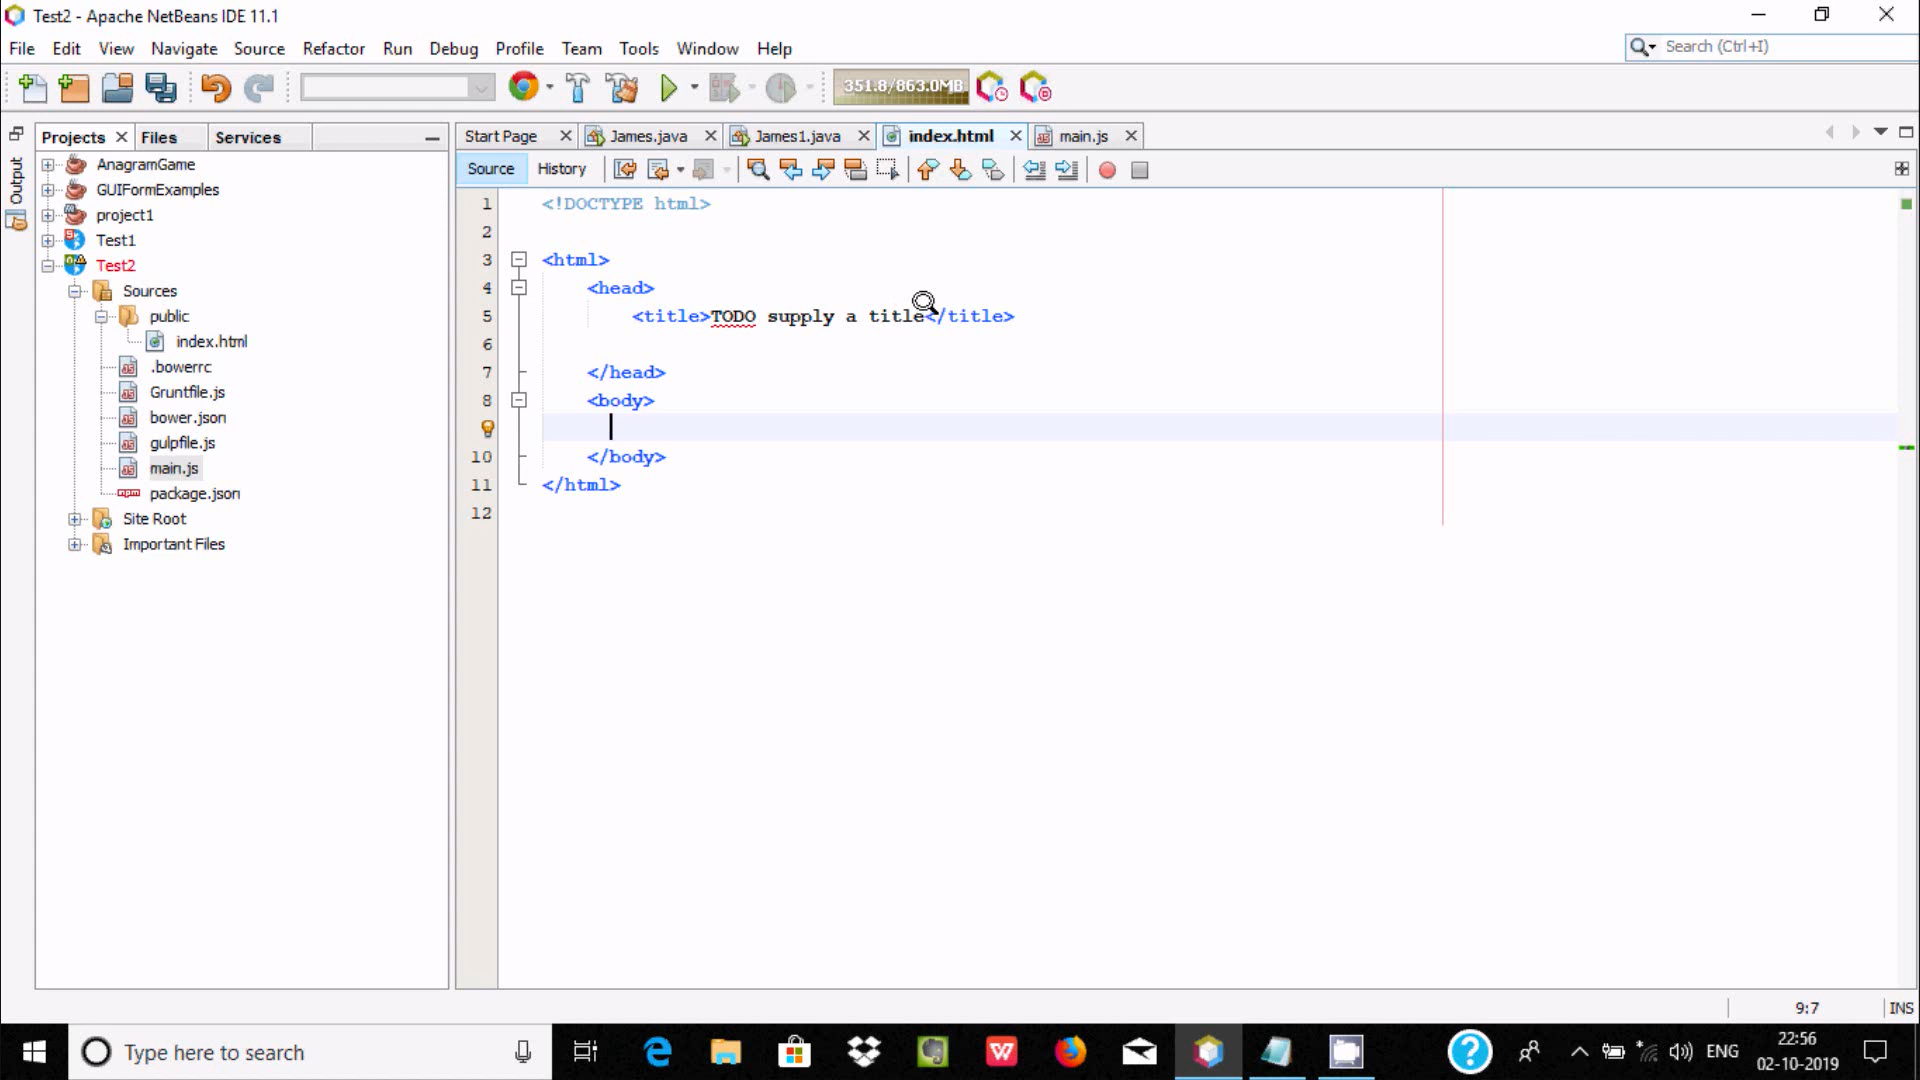 Test2 - Apache NetBeans IDE 11.1
File Edit View Navigate Source Refactor Run Debug Profile Team Tools Window Help
Search (Ctrl+I)
351.8/863.0MB
Output
Projects Files Services
AnagramGame
GUIFormExamples
project1
Test1
Test2
Sources
public
index.html
.bowerrc
Gruntfile.js
bower.json
gulpfile.js
main.js
package.json
Site Root
Important Files
Start Page James.java James1.java index.html main.js
Source History
1 <!DOCTYPE html>
2
3 <html>
4 <head>
5 <title>TODO supply a title</title>
6
7 </head>
8 <body>
10 </body>
11 </html>
12
9:7 INS
Type here to search
ENG
22:56
02-10-2019